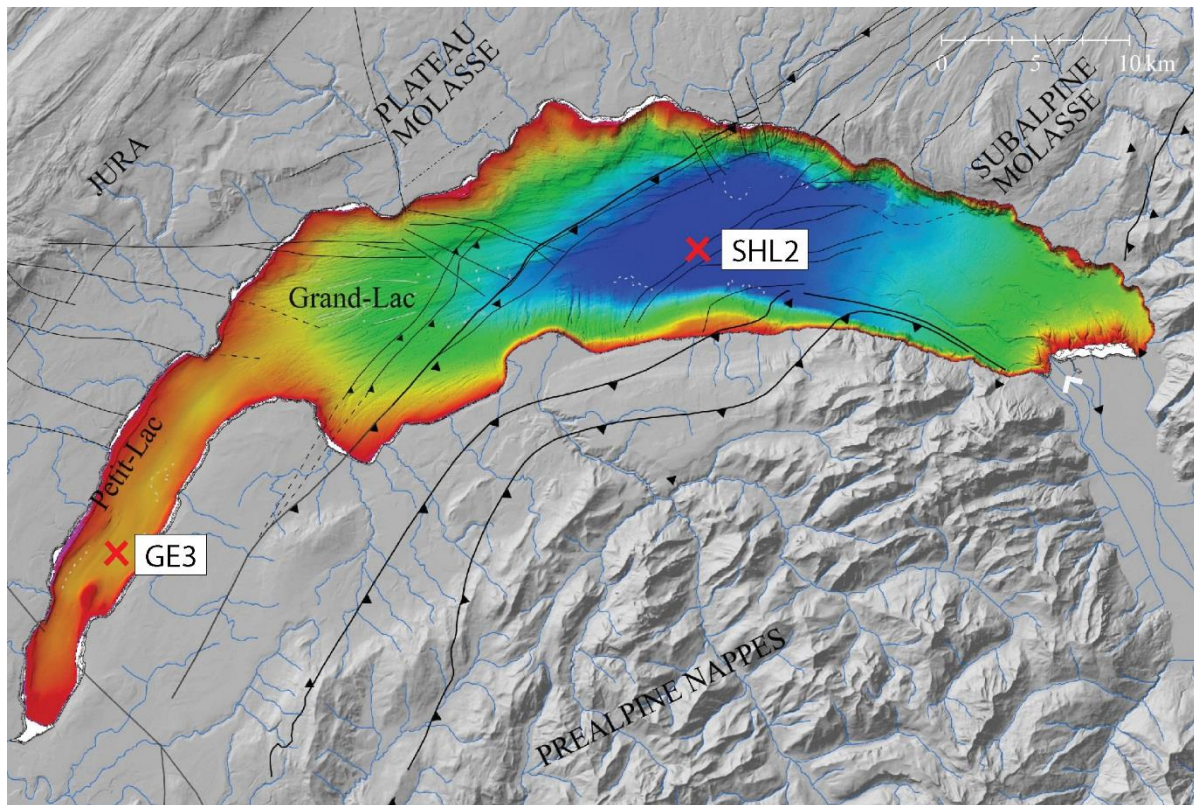 PLATEAU
MOLASSE
0 5 10 km
JURA
SUBALPINE
MOLASSE
SHL2
Grand-Lac
Petit-Lac
GE3
PREALPINE NAPPES